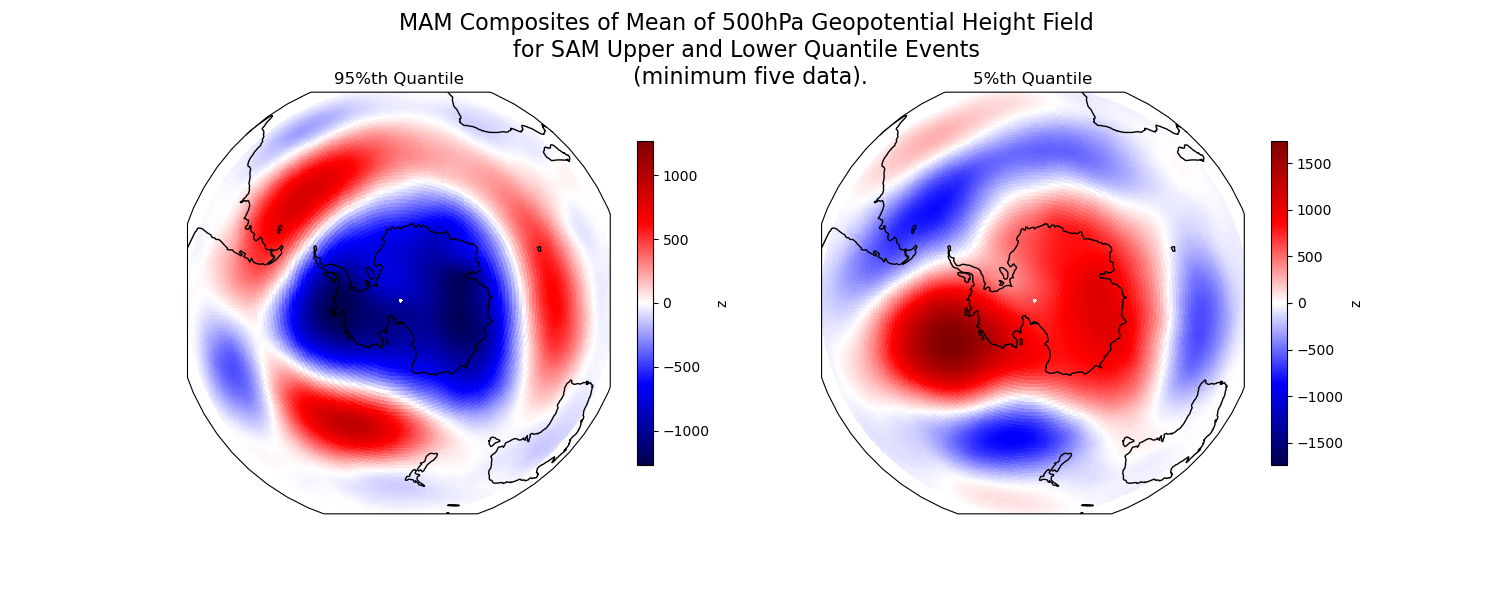 MAM Composites of Mean of 500hPa Geopotential Height Field
for SAM Upper and Lower Quantile Events
(minimum five data).
95%th Quantile
1000
500
0
−500
−1000
z
5%th Quantile
1500
1000
500
0
−500
−1000
−1500
z